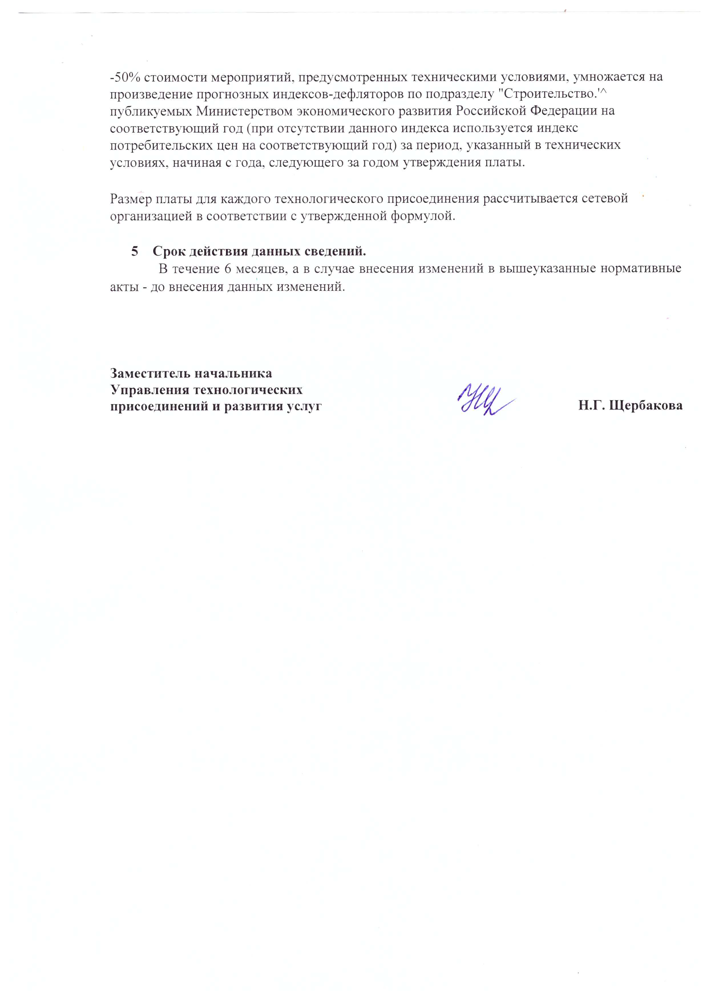 -50% стоимости мероприятий, предусмотренных техническими условиями, умножается на
произведение прогнозных индексов-дефляторов по подразделу "Строительство.'^
публикуемых Министерством экономического развития Российской Федерации на
соответствующий год (при отсутствии данного индекса используется индекс
потребительских цен на соответствующий год) за период, указанный в технических
условиях, начиная с года, следующего за годом утверждения платы.
Размер платы для каждого технологического присоединения рассчитывается сетевой
организацией в соответствии с утвержденной формулой.
5 Срок действия данных сведений.
В течение 6 месяцев, а в случае внесения изменений в вышеуказанные нормативные
акты - до внесения данных изменений.
Заместитель начальника
Управления технологических
присоединений и развития услуг Н.Г. Щербакова